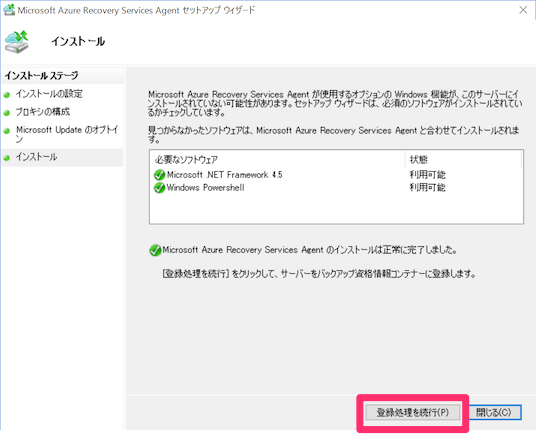 Microsoft Azure Recovery Services Agent セットアップ ウィザード
インストール
インストール ステージ
インストールの設定
プロキシの構成
Microsoft Update のオプトイ
ン
インストール
Microsoft Azure Recovery Services Agent が使用するオプションの Windows 機能が、このサーバーにイ
ンストールされていない可能性があります。セットアップ ウィザードは、必須のソフトウェアがインストールされてい
るかチェックしています。
見つからなかったソフトウェアは、Microsoft Azure Recovery Services Agent と合わせてインストールされま
す。
必要なソフトウェア 状態
Microsoft .NET Framework 4.5 利用可能
Windows Powershell 利用可能
Microsoft Azure Recovery Services Agent のインストールは正常に完了しました。
[登録処理を続行] をクリックして、サーバーをバックアップ資格情報コンテナーに登録します。
登録処理を続行(P) 閉じる(C)